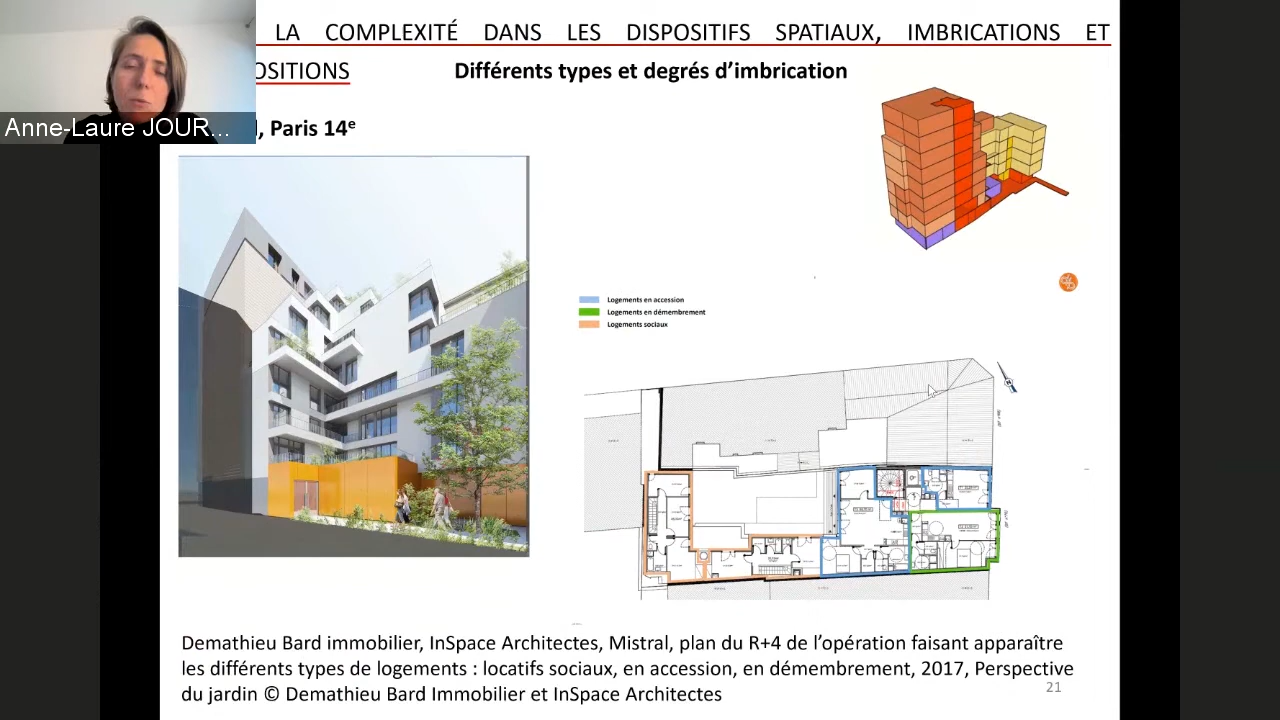 LA COMPLEXITÉ DANS LES DISPOSITIFS SPATIAUX, IMBRICATIONS ET
OSITIONS
Différents types et degrés d’imbrication
Anne-Laure JOUR...
, Paris 14e
Logements en accession
Logements en démembrement
Logements sociaux
Demathieu Bard immobilier, InSpace Architectes, Mistral, plan du R+4 de l’opération faisant apparaître
les différents types de logements : locatifs sociaux, en accession, en démembrement, 2017, Perspective
du jardin © Demathieu Bard Immobilier et InSpace Architectes
21